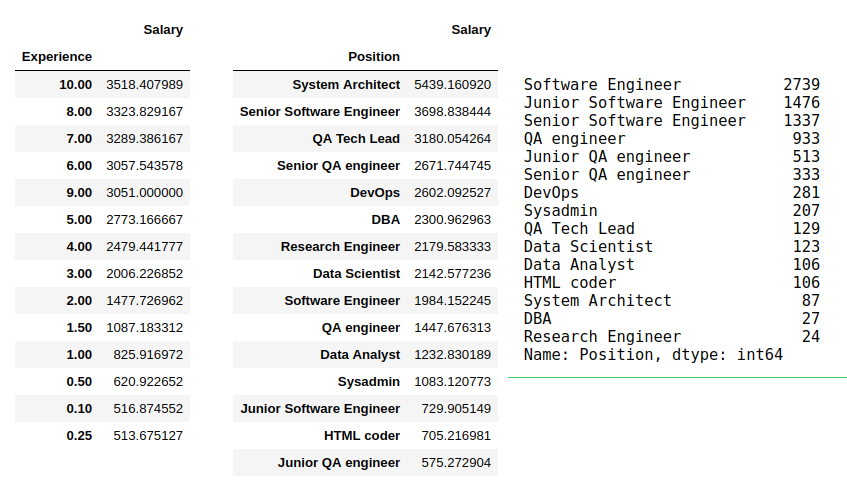 Salary
Experience
10.00 3518.407989
8.00 3323.829167
7.00 3289.386167
6.00 3057.543578
9.00 3051.000000
5.00 2773.166667
4.00 2479.441777
3.00 2006.226852
2.00 1477.726962
1.50 1087.183312
1.00 825.916972
0.50 620.922652
0.10 516.874552
0.25 513.675127
Salary
Position
System Architect 5439.160920
Senior Software Engineer 3698.838444
QA Tech Lead 3180.054264
Senior QA engineer 2671.744745
DevOps 2602.092527
DBA 2300.962963
Research Engineer 2179.583333
Data Scientist 2142.577236
Software Engineer 1984.152245
QA engineer 1447.676313
Data Analyst 1232.830189
Sysadmin 1083.120773
Junior Software Engineer 729.905149
HTML coder 705.216981
Junior QA engineer 575.272904
Software Engineer 2739
Junior Software Engineer 1476
Senior Software Engineer 1337
QA engineer 933
Junior QA engineer 513
Senior QA engineer 333
DevOps 281
Sysadmin 207
QA Tech Lead 129
Data Scientist 123
Data Analyst 106
HTML coder 106
System Architect 87
DBA 27
Research Engineer 24
Name: Position, dtype: int64